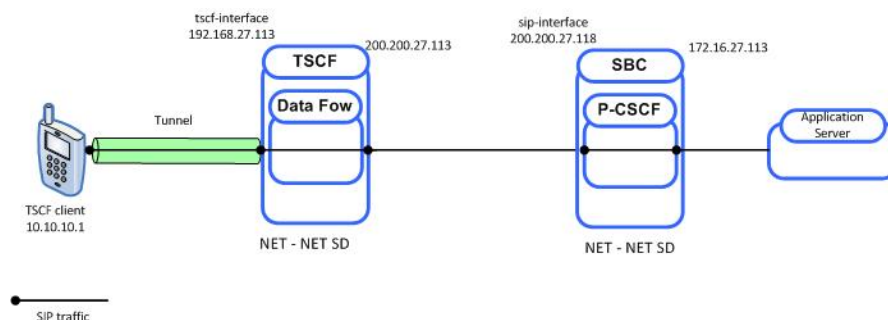 tscf-interface
192.168.27.113
200.200.27.113
sip-interface
200.200.27.118
172.16.27.113
TSCF
SBC
Data Fow
P-CSCF
Application
Server
Tunnel
TSCF client
10.10.10.1
NET - NET SD
NET - NET SD
SIP traffic